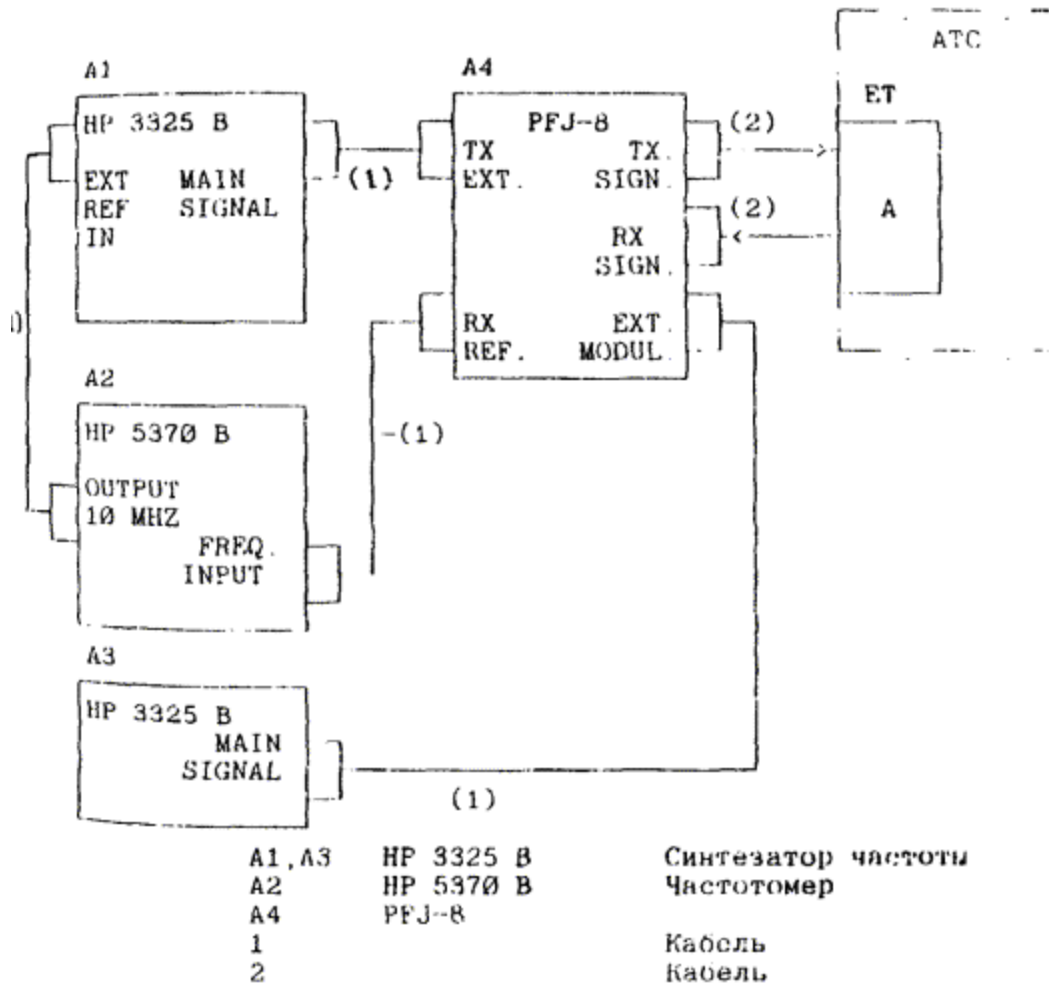 АТС
A1
A4
ET
HP 3325 B
EXT MAIN
REF SIGNAL
IN
(1)
PFJ-8
TX TX.
EXT. SIGN.
RX
SIGN.
RX EXT.
REF. MODUL.
(2)
(2)
A
A2
HP 5370 B
OUTPUT
10 MHZ
FREQ.
INPUT
-(1)
A3
HP 3325 B
MAIN
SIGNAL
(1)
A1,A3 HP 3325 B Синтезатор частоты
A2 HP 5370 B Частотомер
A4 PFJ-8
1 Кабель
2 Кабель